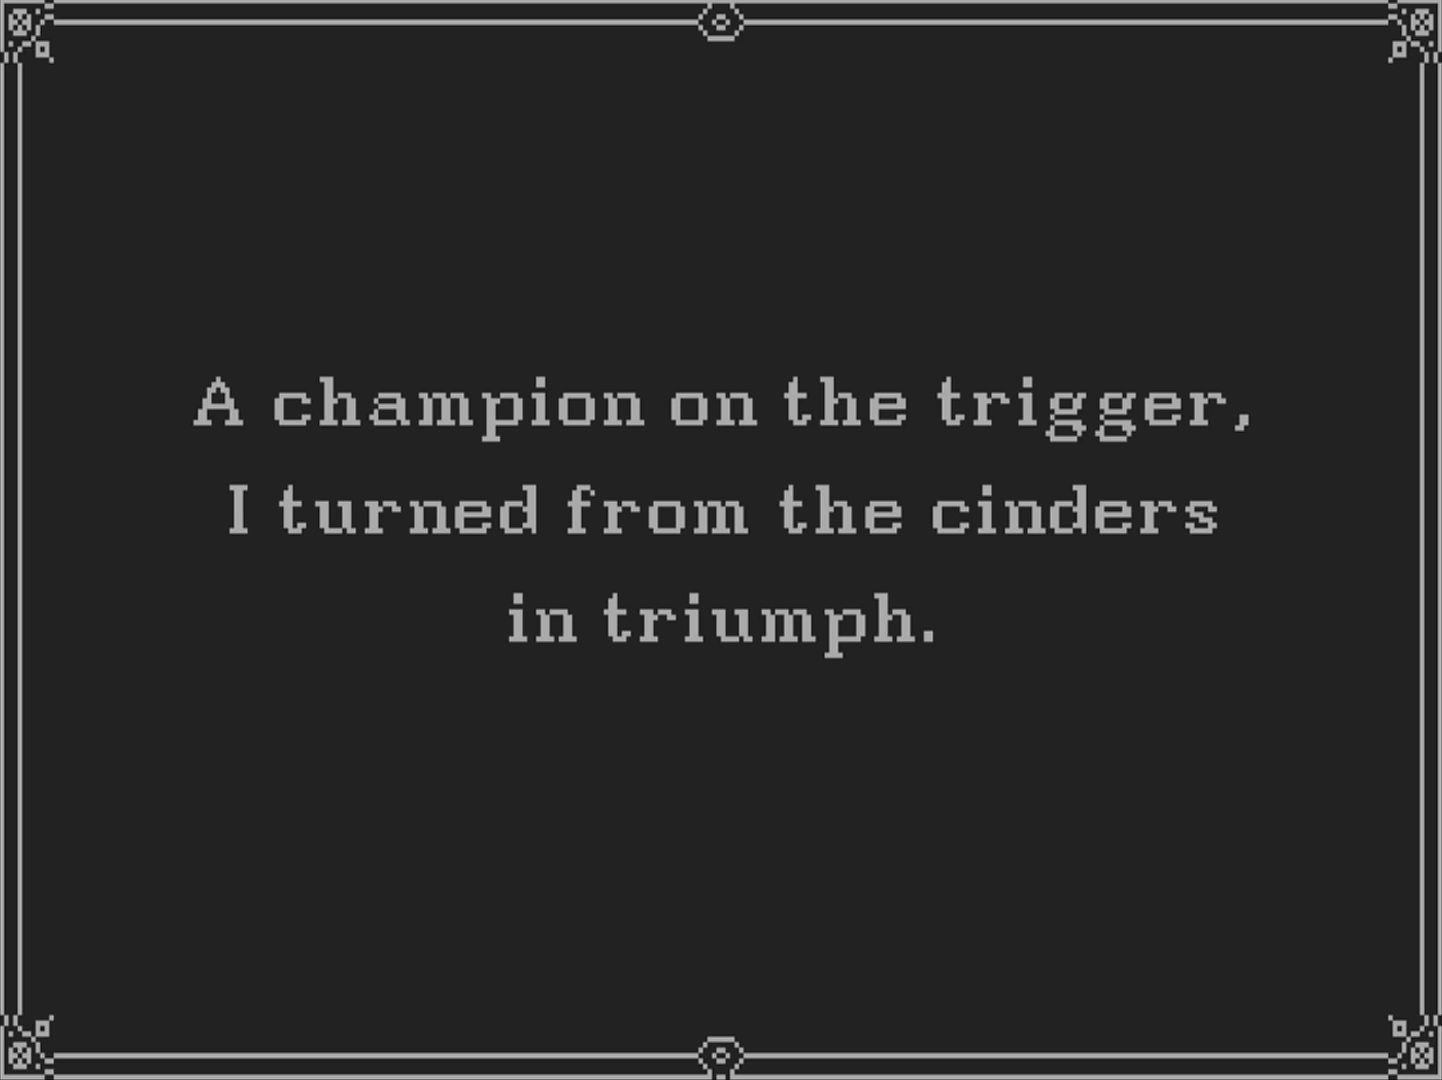 A champion on the trigger,
I turned from the cinders
in triumph.